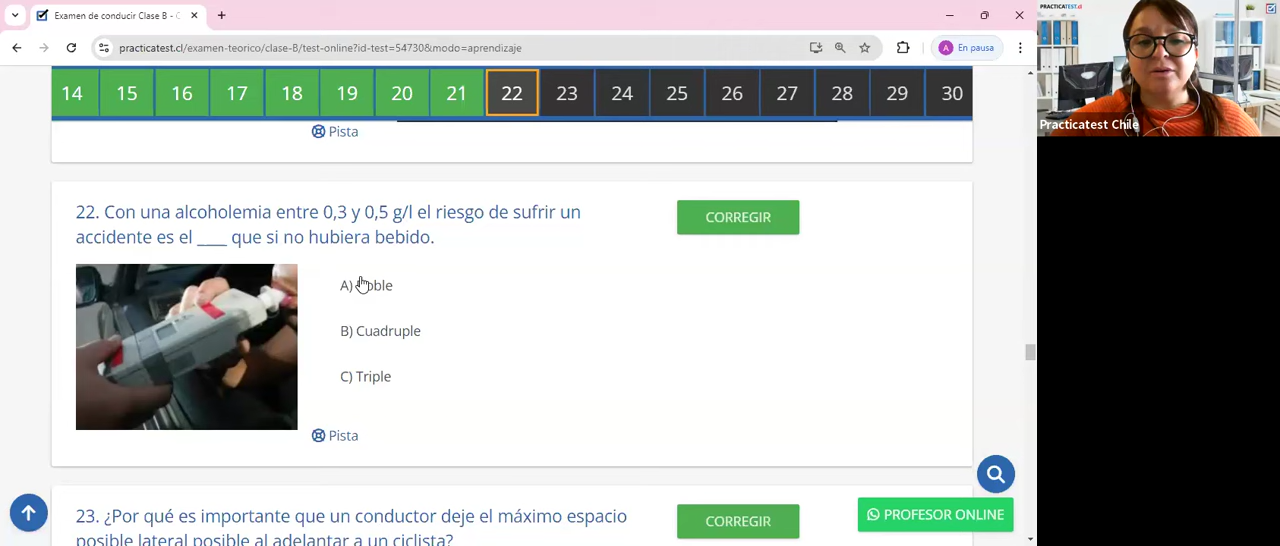 Examen de conducir Clase B - C
practicatest.cl/examen-teorico/clase-B/test-online?id-test=54730&modo=aprendizaje
A
En pausa
PRACTICATEST.CL
Practicatest Chile
14 15 16 17 18 19 20 21 22 23 24 25 26 27 28 29 30
Pista
22. Con una alcoholemia entre 0,3 y 0,5 g/l el riesgo de sufrir un
accidente es el ____ que si no hubiera bebido.
CORREGIR
A)
B) Cuadruple
C) Triple
Pista
23. ¿Por qué es importante que un conductor deje el máximo espacio
posible lateral posible al adelantar a un ciclista?
CORREGIR
PROFESOR ONLINE